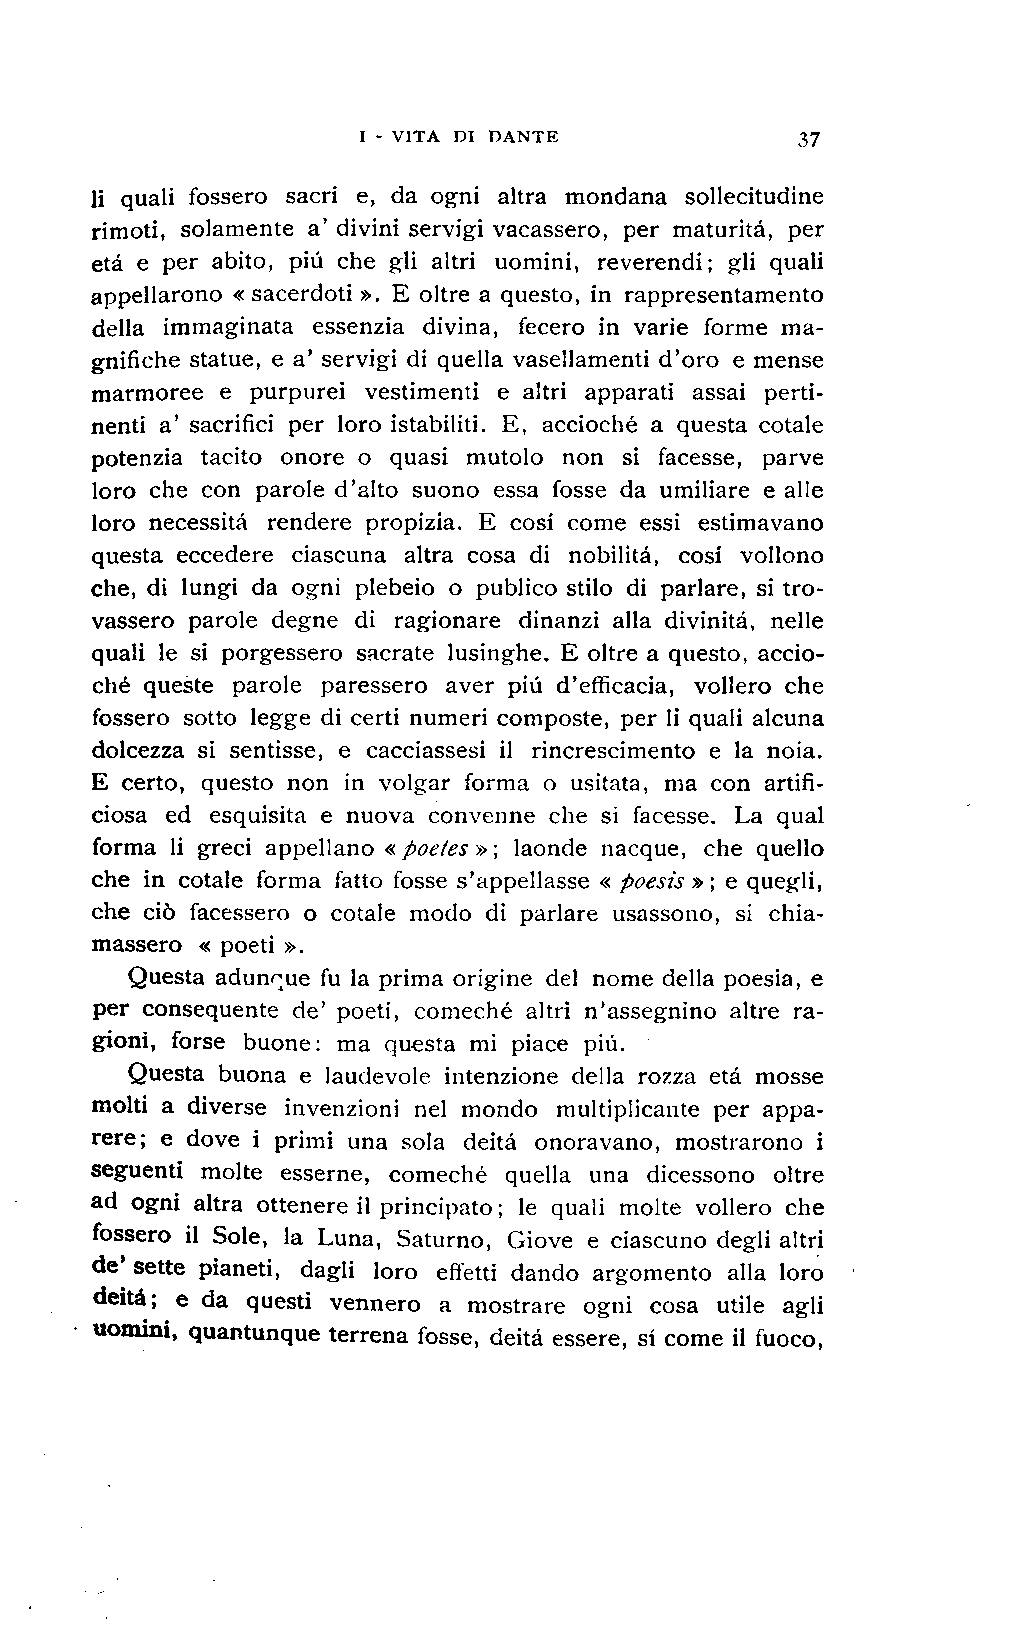 I - VITA DI DANTE 37
li quali fossero sacri e, da ogni altra mondana sollecitudine
rimoti, solamente a' divini servigi vacassero, per maturitá, per
etá e per abito, piú che gli altri uomini, reverendi; gli quali
appellarono « sacerdoti ». E oltre a questo, in rappresentamento
della immaginata essenzia divina, fecero in varie forme ma-
gnifiche statue, e a' servigi di quella vasellamenti d'oro e mense
marmoree e purpurei vestimenti e altri apparati assai perti-
nenti a' sacrifici per loro istabiliti. E, accioché a questa cotale
potenzia tacito onore o quasi mutolo non si facesse, parve
loro che con parole d'alto suono essa fosse da umiliare e alle
loro necessitá rendere propizia. E cosí come essi estimavano
questa eccedere ciascuna altra cosa di nobilitá, cosí vollono
che, di lungi da ogni plebeio o publico stilo di parlare, si tro-
vassero parole degne di ragionare dinanzi alla divinitá, nelle
quali le si porgessero sacrate lusinghe. E oltre a questo, accio-
ché queste parole paressero aver piú d'efficacia, vollero che
fossero sotto legge di certi numeri composte, per li quali alcuna
dolcezza si sentisse, e cacciassesi il rincrescimento e la noia.
E certo, questo non in volgar forma o usitata, ma con artifi-
ciosa ed esquisita e nuova convenne che si facesse. La qual
forma li greci appellano « poetes »; laonde nacque, che quello
che in cotale forma fatto fosse s'appellasse « poesis »; e quegli,
che ciò facessero o cotale modo di parlare usassono, si chia-
massero « poeti ».
Questa adunque fu la prima origine del nome della poesia, e
per consequente de' poeti, comeché altri n'assegnino altre ra-
gioni, forse buone: ma questa mi piace piú.
Questa buona e laudevole intenzione della rozza etá mosse
molti a diverse invenzioni nel mondo multiplicante per appa-
rere; e dove i primi una sola deitá onoravano, mostrarono i
seguenti molte esserne, comeché quella una dicessono oltre
ad ogni altra ottenere il principato; le quali molte vollero che
fossero il Sole, la Luna, Saturno, Giove e ciascuno degli altri
de' sette pianeti, dagli loro effetti dando argomento alla loro
deitá; e da questi vennero a mostrare ogni cosa utile agli
uomini, quantunque terrena fosse, deitá essere, sí come il fuoco,